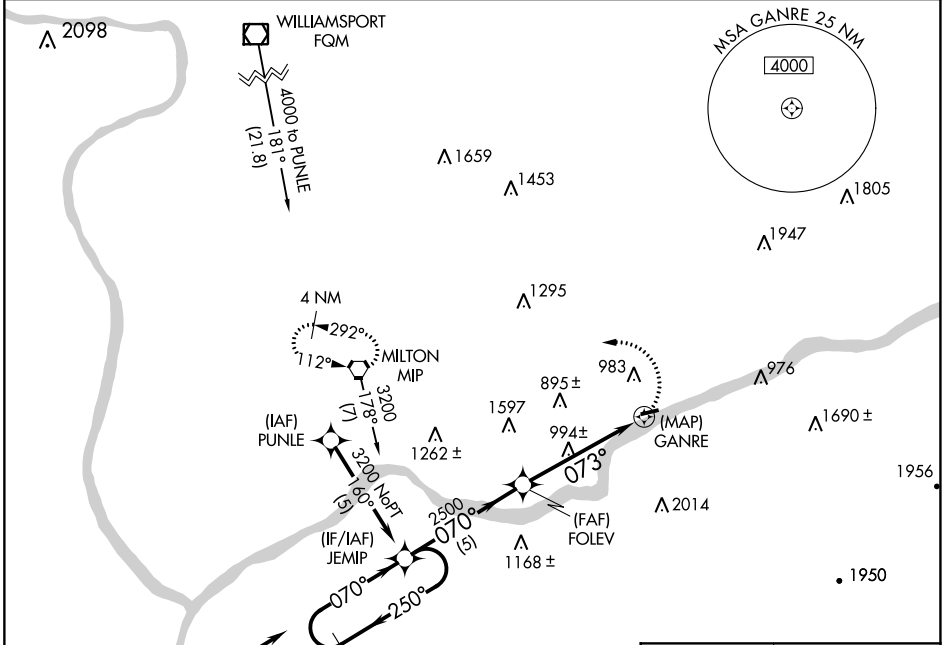 2098
WILLIAMSPORT
FQM
4000 to PUNLE
181°
(21.8)
MSA GANRE 25 NM
4000
1659
1453
1805
1947
1295
4 NM
292°
112°
MILTON
MIP
3200
178°
(7)
983
976
895 ±
1597
994±
(MAP)
GANRE
1690 ±
(IAF)
PUNLE
1262 ±
3200 NoPT
160°
(5)
073°
1956
2500
070°
(5)
2014
(FAF)
FOLEV
(IF/IAF)
JEMIP
1168 ±
1950
070°
250°